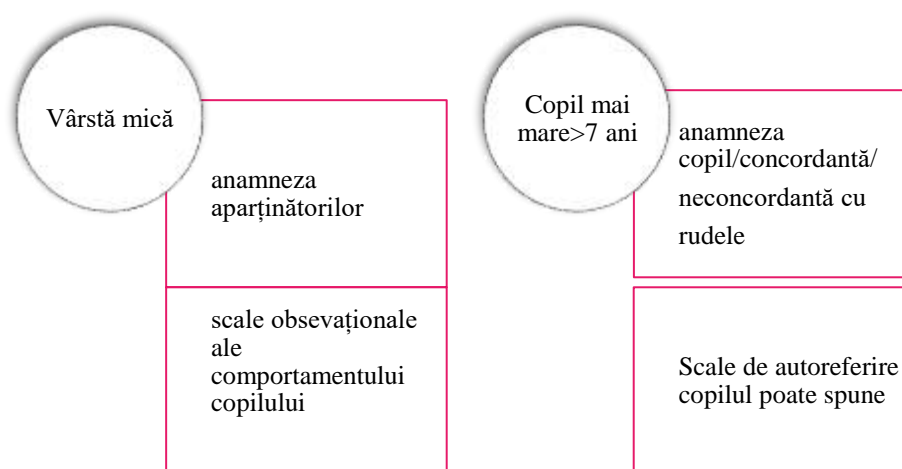 Vârstă mică
anamneza
aparținătorilor
scale obsevaționale
ale
comportamentului
copilului
Copil mai
mare>7 ani
anamneza
copil/concordantă/
neconcordantă cu
rudele
Scale de autoreferire
copilul poate spune